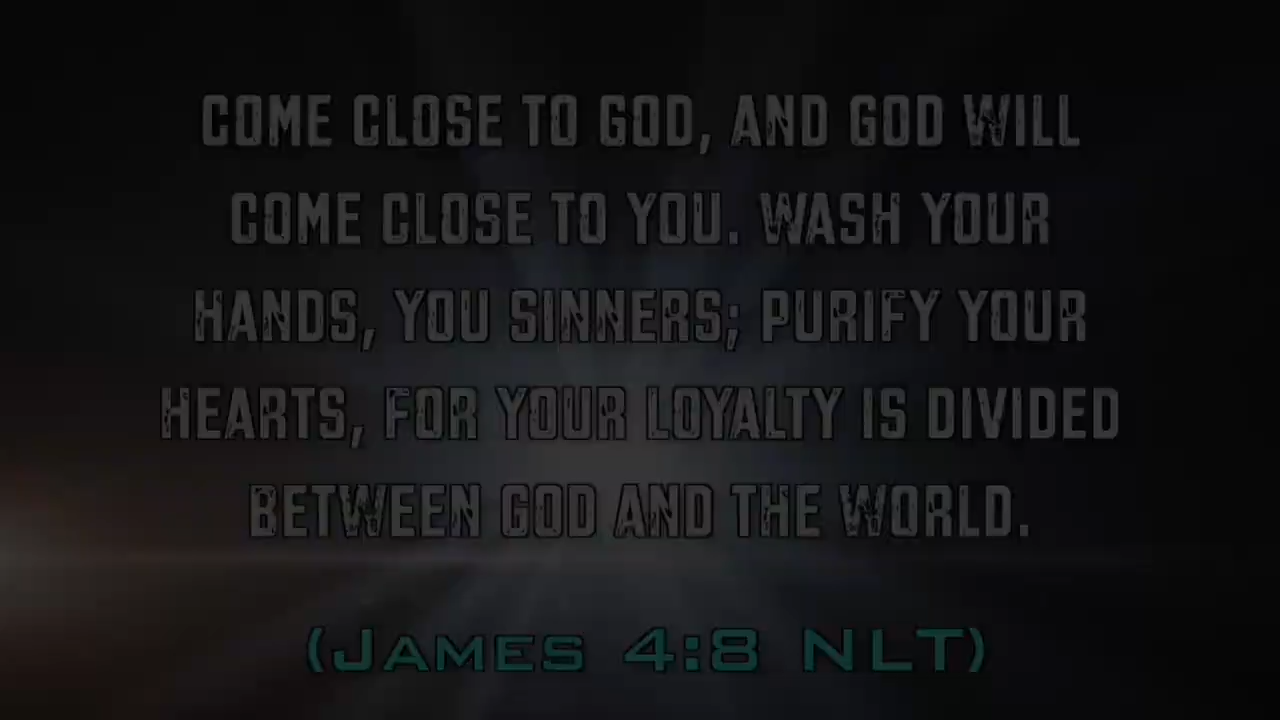 COME CLOSE TO GOD, AND GOD WILL
COME CLOSE TO YOU. WASH YOUR
HANDS, YOU SINNERS; PURIFY YOUR
HEARTS, FOR YOUR LOYALTY IS DIVIDED
BETWEEN GOD AND THE WORLD.
(JAMES 4:8 NLT)